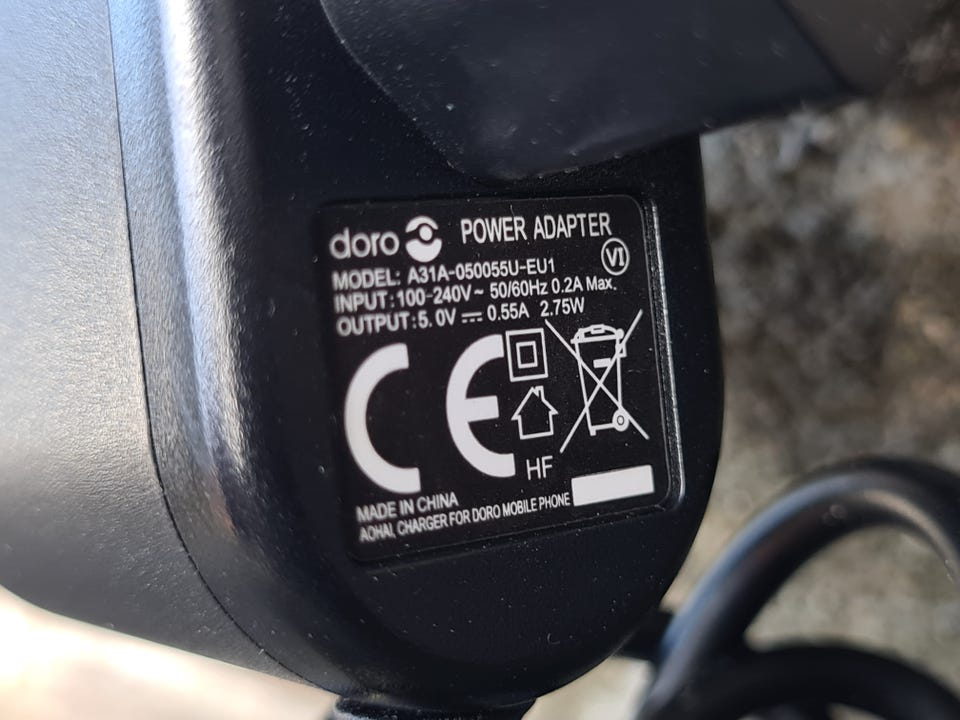 doro POWER ADAPTER
VI
MODEL: A31A-050055U-EU1
INPUT:100-240V~ 50/60Hz 0.2A Max.
OUTPUT:5.0V⎓0.55A 2.75W
CE
HF
MADE IN CHINA
AOHAI, CHARGER FOR DORO MOBILE PHONE